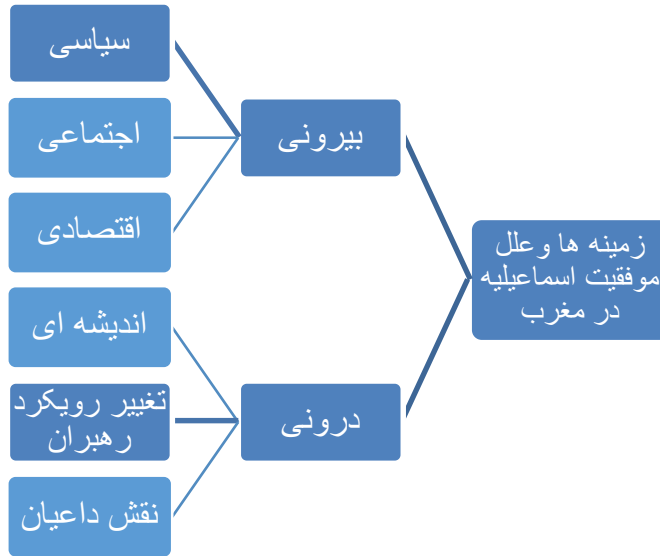 زمینه ها وعلل
موفقیت اسماعیلیه
در مغرب
بیرونی
سیاسی
اجتماعی
اقتصادی
درونی
اندیشه ای
تغییر رویکرد
رهبران
نقش داعیان